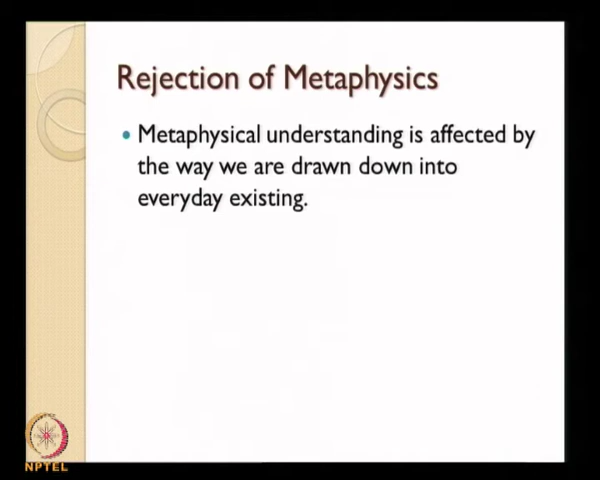 Rejection of Metaphysics
• Metaphysical understanding is affected by
the way we are drawn down into
everyday existing.
NPTEL